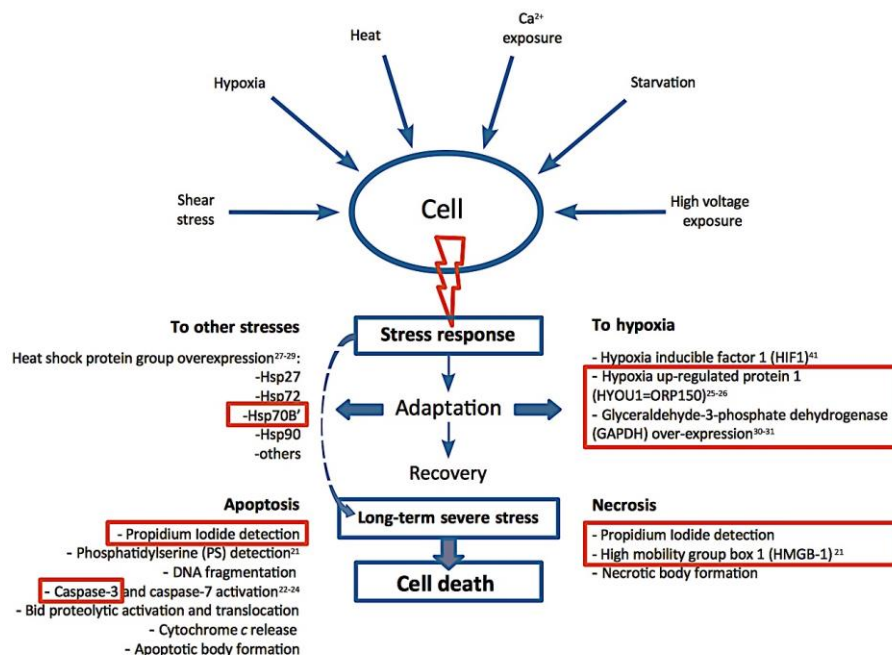 Ca²⁺
exposure
Heat
Hypoxia
Starvation
Shear
stress
Cell
High voltage
exposure
Stress response
To other stresses
Heat shock protein group overexpression²⁷⁻²⁹:
-Hsp27
-Hsp72
-Hsp70B'
-Hsp90
-others
To hypoxia
- Hypoxia inducible factor 1 (HIF1)⁴¹
- Hypoxia up-regulated protein 1
(HYOU1=ORP150)²⁵⁻²⁶
- Glyceraldehyde-3-phosphate dehydrogenase
(GAPDH) over-expression³⁰⁻³¹
Adaptation
Recovery
Long-term severe stress
Cell death
Apoptosis
- Propidium Iodide detection
- Phosphatidylserine (PS) detection²¹
- DNA fragmentation
- Caspase-3 and caspase-7 activation²²⁻²⁴
- Bid proteolytic activation and translocation
- Cytochrome c release
- Apoptotic body formation
Necrosis
- Propidium Iodide detection
- High mobility group box 1 (HMGB-1)²¹
- Necrotic body formation